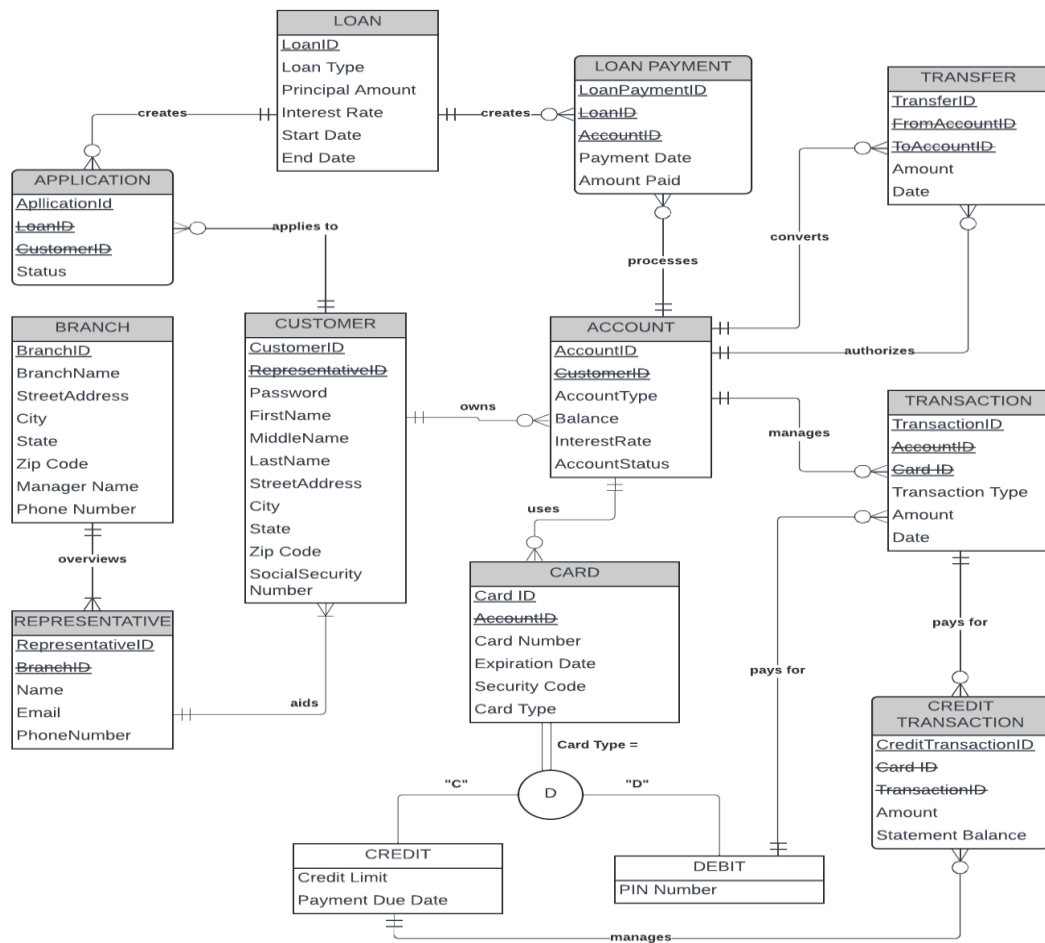 LOAN
LoanID
Loan Type
Principal Amount
Interest Rate
Start Date
End Date
creates
creates
LOAN PAYMENT
LoanPaymentID
LoanID
AccountID
Payment Date
Amount Paid
TRANSFER
TransferID
FromAccountID
ToAccountID
Amount
Date
APPLICATION
ApllicationId
LoanID
CustomerID
Status
applies to
processes
converts
authorizes
BRANCH
BranchID
BranchName
StreetAddress
City
State
Zip Code
Manager Name
Phone Number
CUSTOMER
CustomerID
RepresentativeID
Password
FirstName
MiddleName
LastName
StreetAddress
City
State
Zip Code
SocialSecurity
Number
owns
ACCOUNT
AccountID
CustomerID
AccountType
Balance
InterestRate
AccountStatus
manages
TRANSACTION
TransactionID
AccountID
Card ID
Transaction Type
Amount
Date
overviews
uses
REPRESENTATIVE
RepresentativeID
BranchID
Name
Email
PhoneNumber
aids
CARD
Card ID
AccountID
Card Number
Expiration Date
Security Code
Card Type
pays for
pays for
Card Type =
"C"
D
"D"
CREDIT
TRANSACTION
CreditTransactionID
Card ID
TransactionID
Amount
Statement Balance
CREDIT
Credit Limit
Payment Due Date
DEBIT
PIN Number
manages